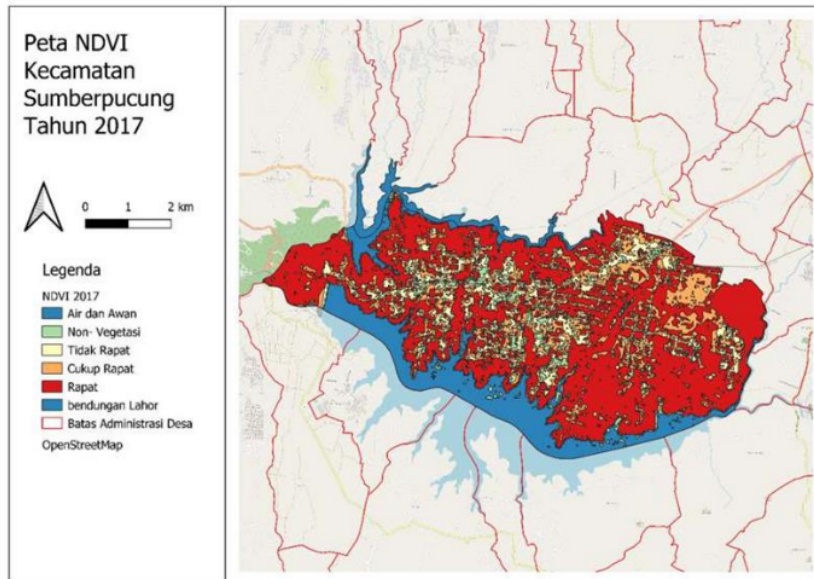 Peta NDVI
Kecamatan
Sumberpucung
Tahun 2017
0 1 2 km
Legenda
NDVI 2017
Air dan Awan
Non- Vegetasi
Tidak Rapat
Cukup Rapat
Rapat
bendungan Lahor
Batas Administrasi Desa
OpenStreetMap